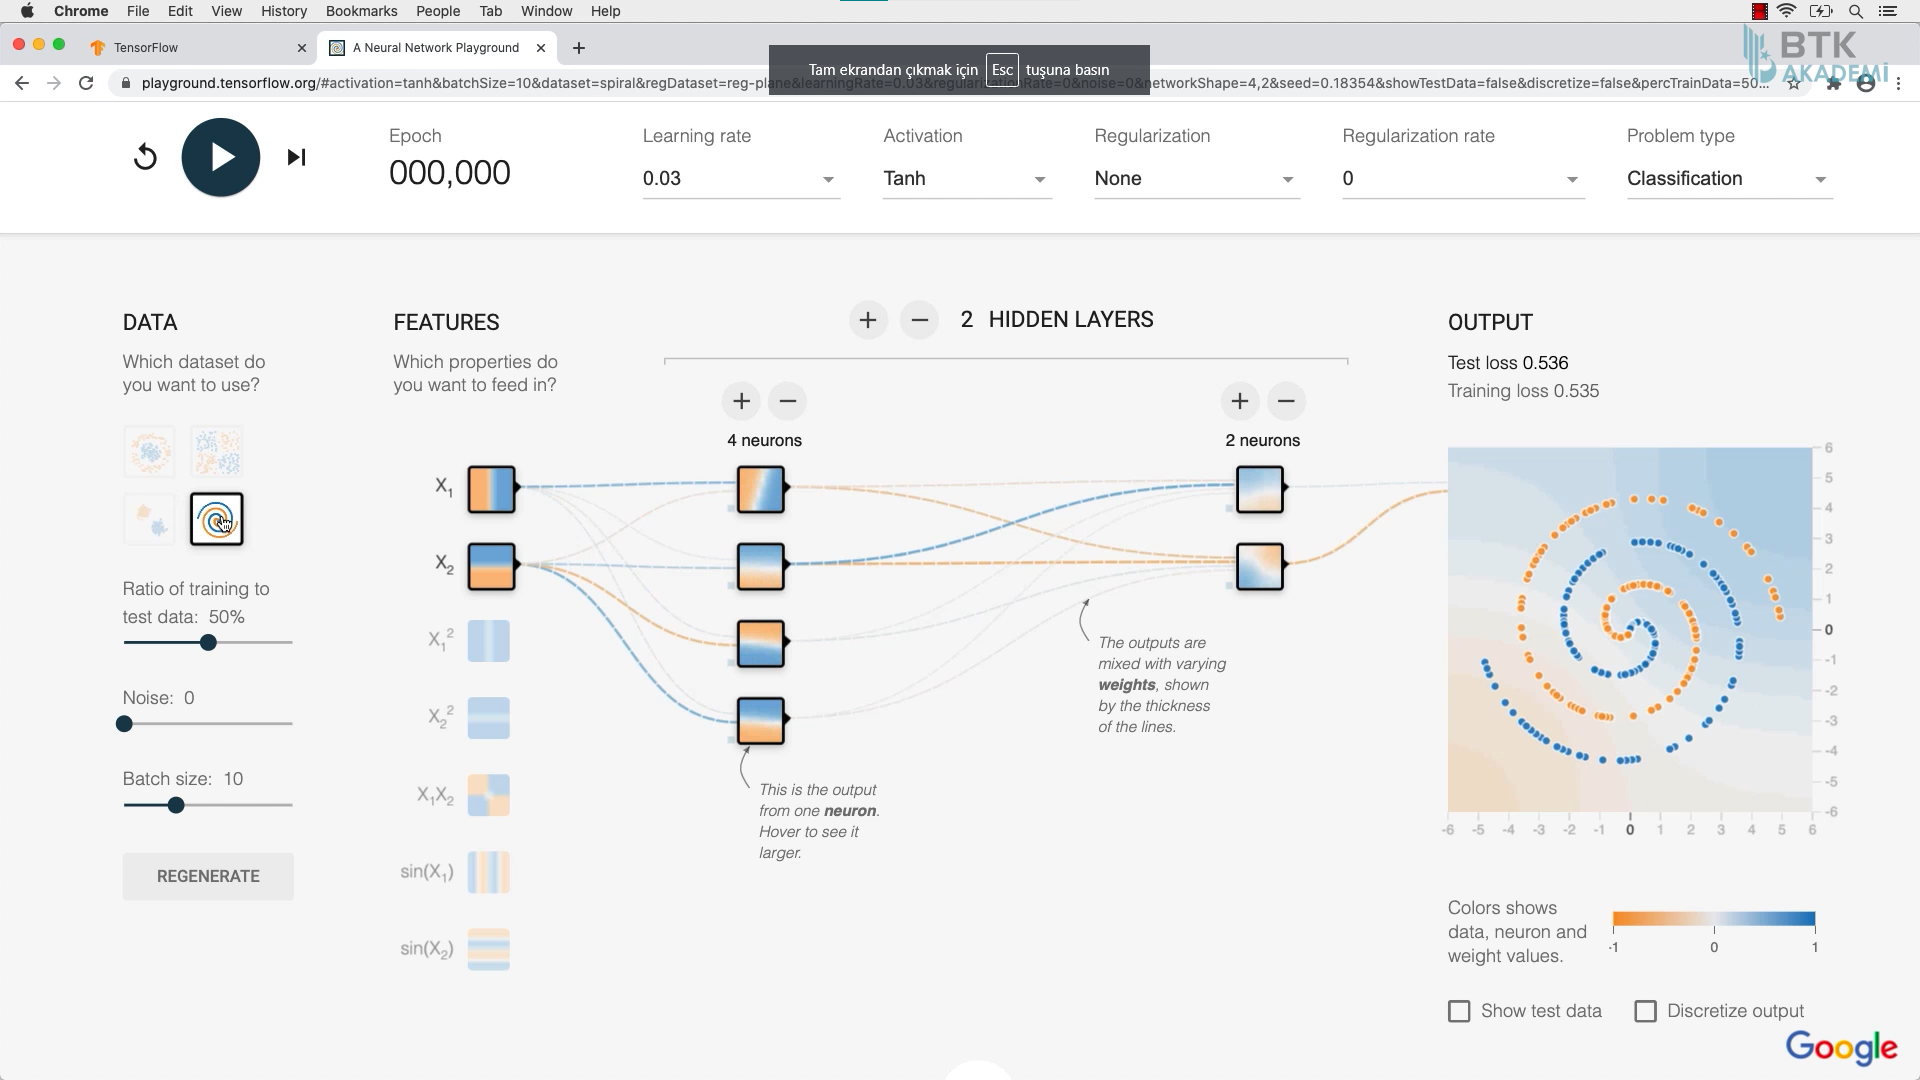 Chrome File Edit View History Bookmarks People Tab Window Help
TensorFlow
A Neural Network Playground
BTK
AKADEMİ
Tam ekrandan çıkmak için Esc tuşuna basın
playground.tensorflow.org/#activation=tanh&batchSize=10&dataset=spiral&regDataset=reg-plane&learningRate=0.03&regularizationRate=0&noise=0&networkShape=4,2&seed=0.18354&showTestData=false&discretize=false&percTrainData=50...
Epoch
000,000
Learning rate
0.03
Activation
Tanh
Regularization
None
Regularization rate
0
Problem type
Classification
DATA
Which dataset do
you want to use?
Ratio of training to
test data: 50%
Noise: 0
Batch size: 10
REGENERATE
FEATURES
Which properties do
you want to feed in?
X₁
X₂
X₁²
X₂²
X₁X₂
sin(X₁)
sin(X₂)
+ − 2 HIDDEN LAYERS
+ −
4 neurons
+ −
2 neurons
This is the output
from one neuron.
Hover to see it
larger.
The outputs are
mixed with varying
weights, shown
by the thickness
of the lines.
OUTPUT
Test loss 0.536
Training loss 0.535
6
5
4
3
2
1
0
-1
-2
-3
-4
-5
-6
-6 -5 -4 -3 -2 -1 0 1 2 3 4 5 6
Colors shows
data, neuron and
weight values.
-1 0 1
Show test data
Discretize output
Google